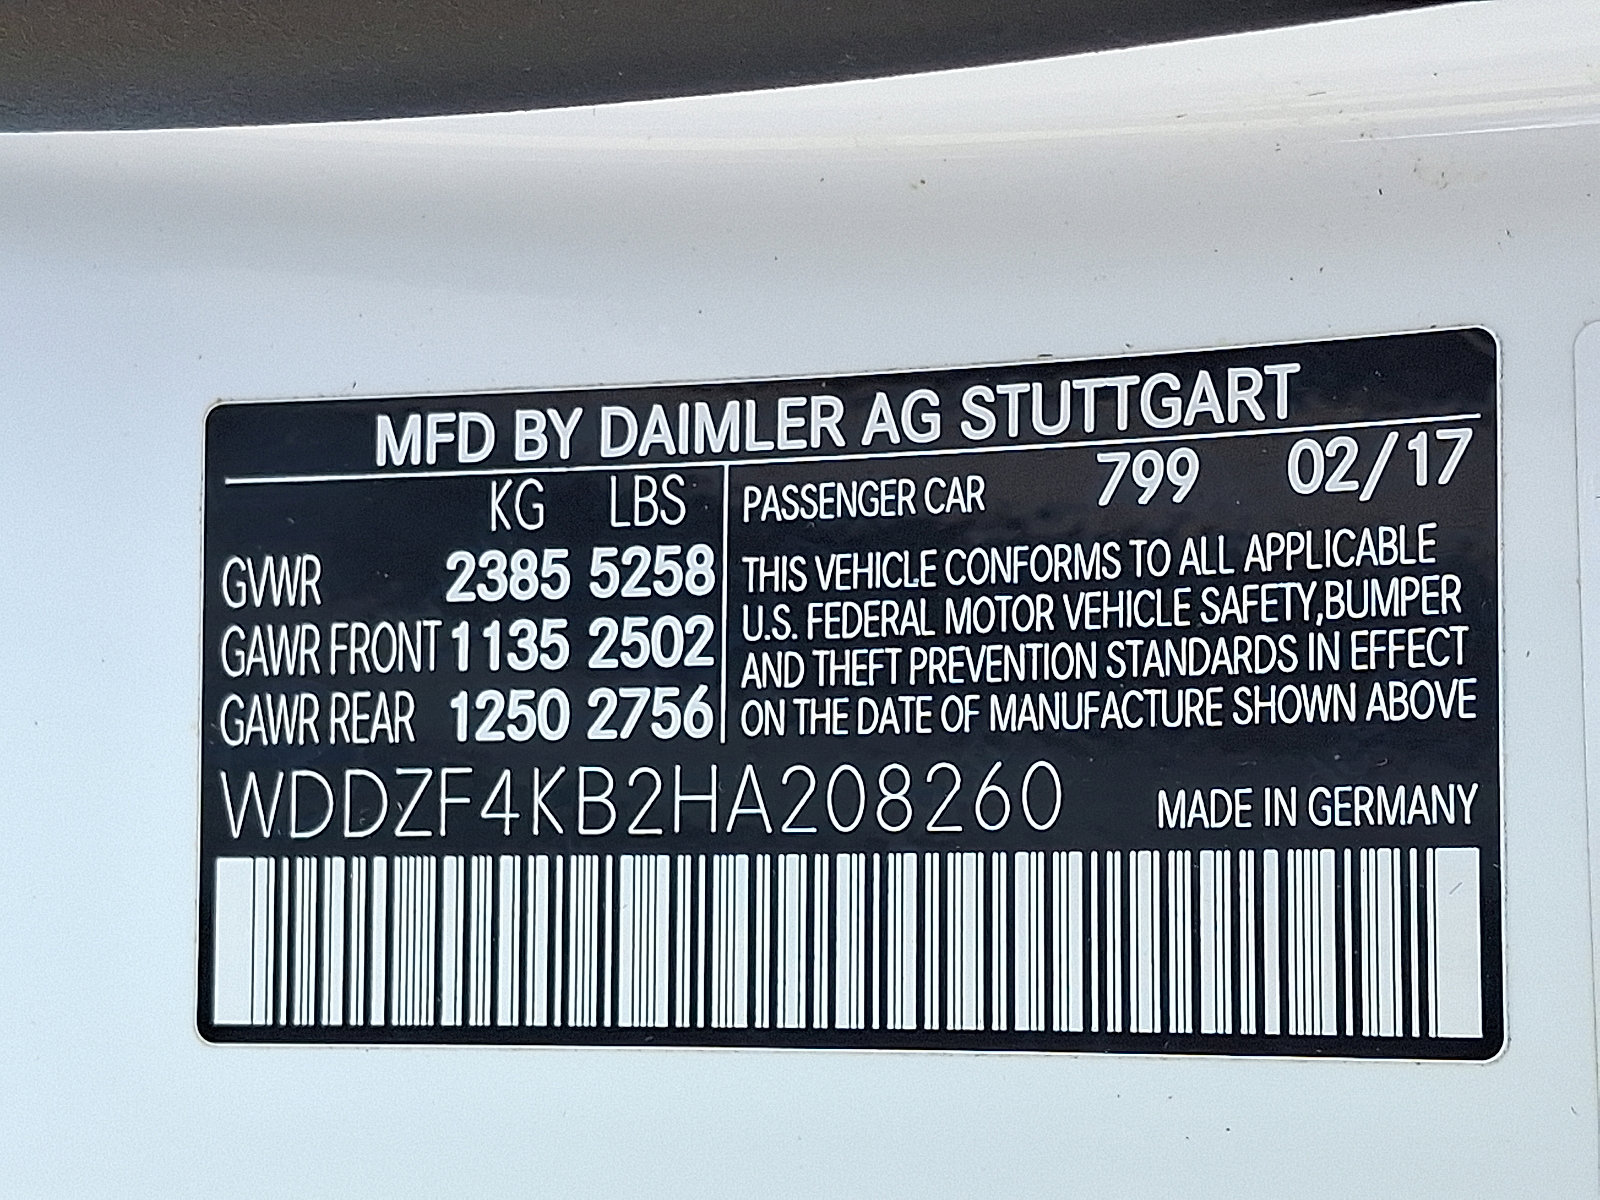 MFD BY DAIMLER AG STUTTGART
KG LBS
GVWR 2385 5258
GAWR FRONT 1135 2502
GAWR REAR 1250 2756
PASSENGER CAR 799 02/17
THIS VEHICLE CONFORMS TO ALL APPLICABLE
U.S. FEDERAL MOTOR VEHICLE SAFETY,BUMPER
AND THEFT PREVENTION STANDARDS IN EFFECT
ON THE DATE OF MANUFACTURE SHOWN ABOVE
WDDZF4KB2HA208260
MADE IN GERMANY